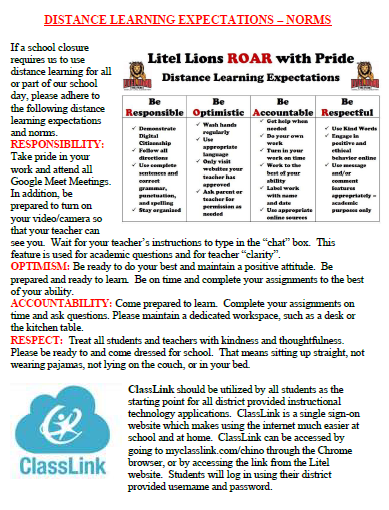 DISTANCE LEARNING EXPECTATIONS – NORMS
If a school closure
requires us to use
distance learning for all
or part of our school
day, please adhere to
the following distance
learning expectations
and norms.
RESPONSIBILITY:
Take pride in your
work and attend all
Google Meet Meetings.
In addition, be
prepared to turn on
your video/camera so
that your teacher can
Litel Lions ROAR with Pride
Distance Learning Expectations
Be
Responsible
✓ Demonstrate
Digital
Citizenship
✓ Follow all
directions
✓ Use complete
sentences and
correct
grammar,
punctuation,
and spelling
✓ Stay organized
Be
Optimistic
✓ Wash hands
regularly
✓ Use
appropriate
language
✓ Only visit
websites your
teacher has
approved
✓ Ask parent or
teacher for
permission as
needed
Be
Accountable
✓ Get help when
needed
✓ Do your own
work
✓ Turn in your
work on time
✓ Work to the
best of your
ability
✓ Label work
with name
and date
✓ Use appropriate
online sources
Be
Respectful
✓ Use Kind Words
✓ Engage in
positive and
ethical
behavior online
✓ Use message
and/or
comment
features
appropriately –
academic
purposes only
see you. Wait for your teacher's instructions to type in the "chat" box. This
feature is used for academic questions and for teacher "clarity".
OPTIMISM: Be ready to do your best and maintain a positive attitude. Be
prepared and ready to learn. Be on time and complete your assignments to the best
of your ability.
ACCOUNTABILITY: Come prepared to learn. Complete your assignments on
time and ask questions. Please maintain a dedicated workspace, such as a desk or
the kitchen table.
RESPECT: Treat all students and teachers with kindness and thoughtfulness.
Please be ready to and come dressed for school. That means sitting up straight, not
wearing pajamas, not lying on the couch, or in your bed.
ClassLink
ClassLink should be utilized by all students as the
starting point for all district provided instructional
technology applications. ClassLink is a single sign-on
website which makes using the internet much easier at
school and at home. ClassLink can be accessed by
going to myclasslink.com/chino through the Chrome
browser, or by accessing the link from the Litel
website. Students will log in using their district
provided username and password.